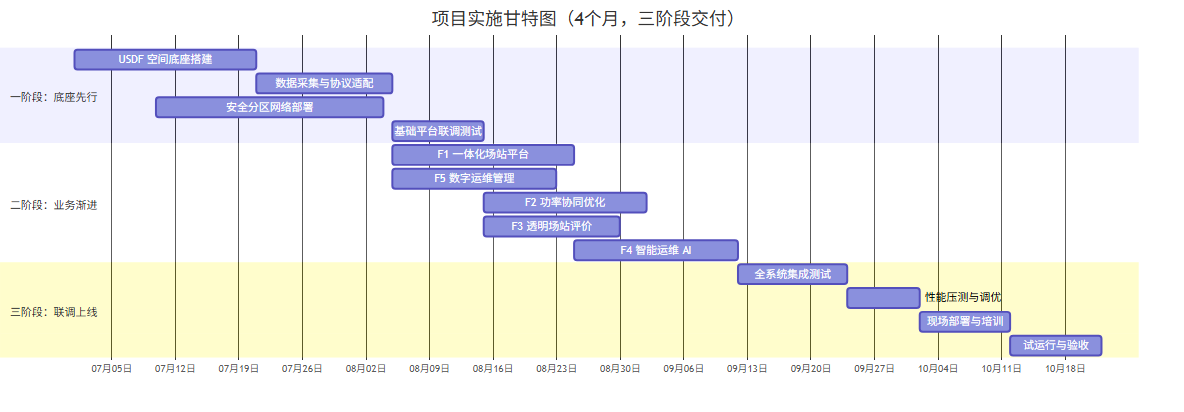 项目实施甘特图（4个月，三阶段交付）
一阶段：底座先行
USDF 空间底座搭建
数据采集与协议适配
安全分区网络部署
基础平台联调测试
二阶段：业务渐进
F1 一体化场站平台
F5 数字运维管理
F2 功率协同优化
F3 透明场站评价
F4 智能运维 AI
三阶段：联调上线
全系统集成测试
性能压测与调优
现场部署与培训
试运行与验收
07月05日 07月12日 07月19日 07月26日 08月02日 08月09日 08月16日 08月23日 08月30日 09月06日 09月13日 09月20日 09月27日 10月04日 10月11日 10月18日